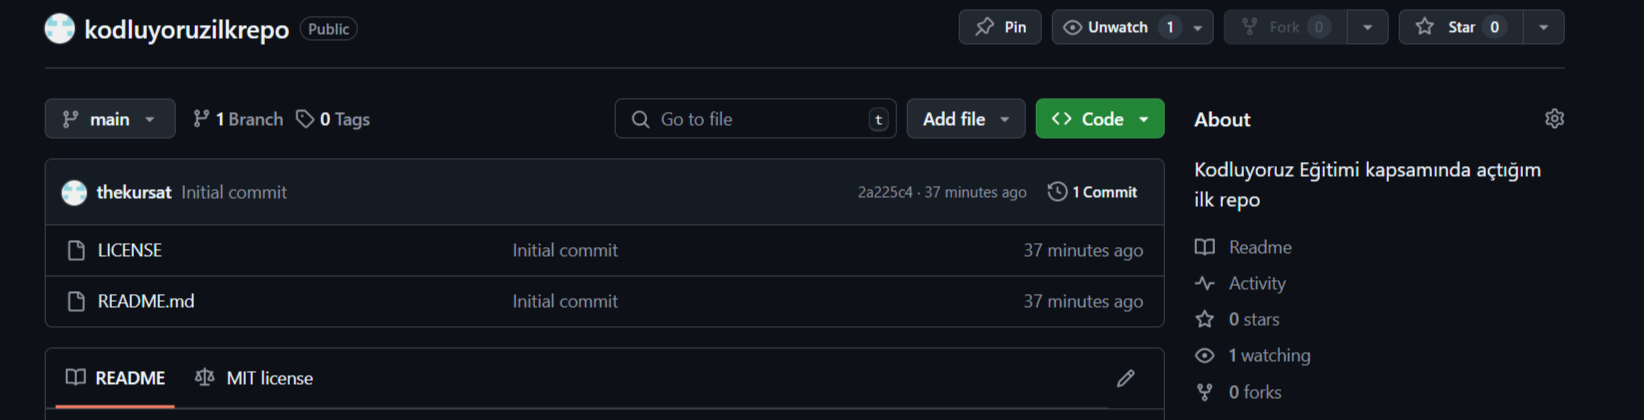 kodluyoruzilkrepo Public Pin Unwatch 1 Fork 0 Star 0
main 1 Branch 0 Tags Go to file t Add file Code
thekursat Initial commit 2a225c4 · 37 minutes ago 1 Commit
LICENSE Initial commit 37 minutes ago
README.md Initial commit 37 minutes ago
README MIT license
About
Kodluyoruz Eğitimi kapsamında açtığım
ilk repo
Readme
Activity
0 stars
1 watching
0 forks